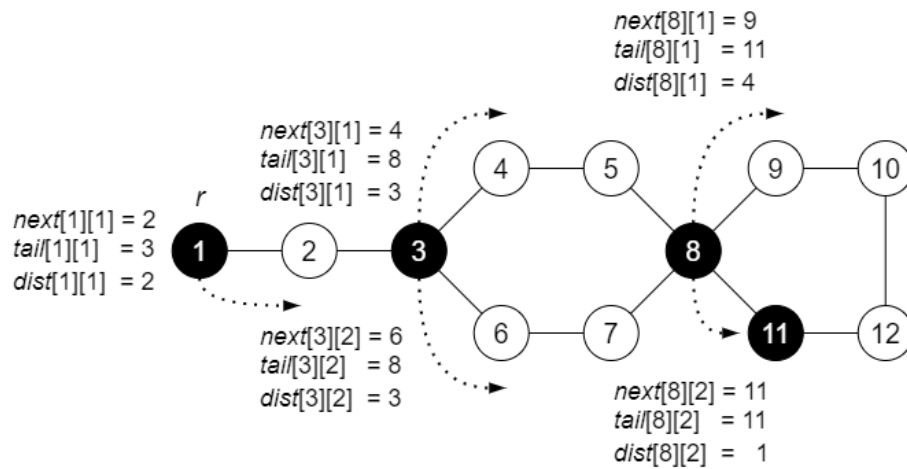 next[8][1] = 9
tail[8][1] = 11
dist[8][1] = 4
next[3][1] = 4
tail[3][1] = 8
dist[3][1] = 3
4
5
9
10
r
next[1][1] = 2
tail[1][1] = 3
dist[1][1] = 2
1
2
3
8
6
7
11
12
next[3][2] = 6
tail[3][2] = 8
dist[3][2] = 3
next[8][2] = 11
tail[8][2] = 11
dist[8][2] = 1